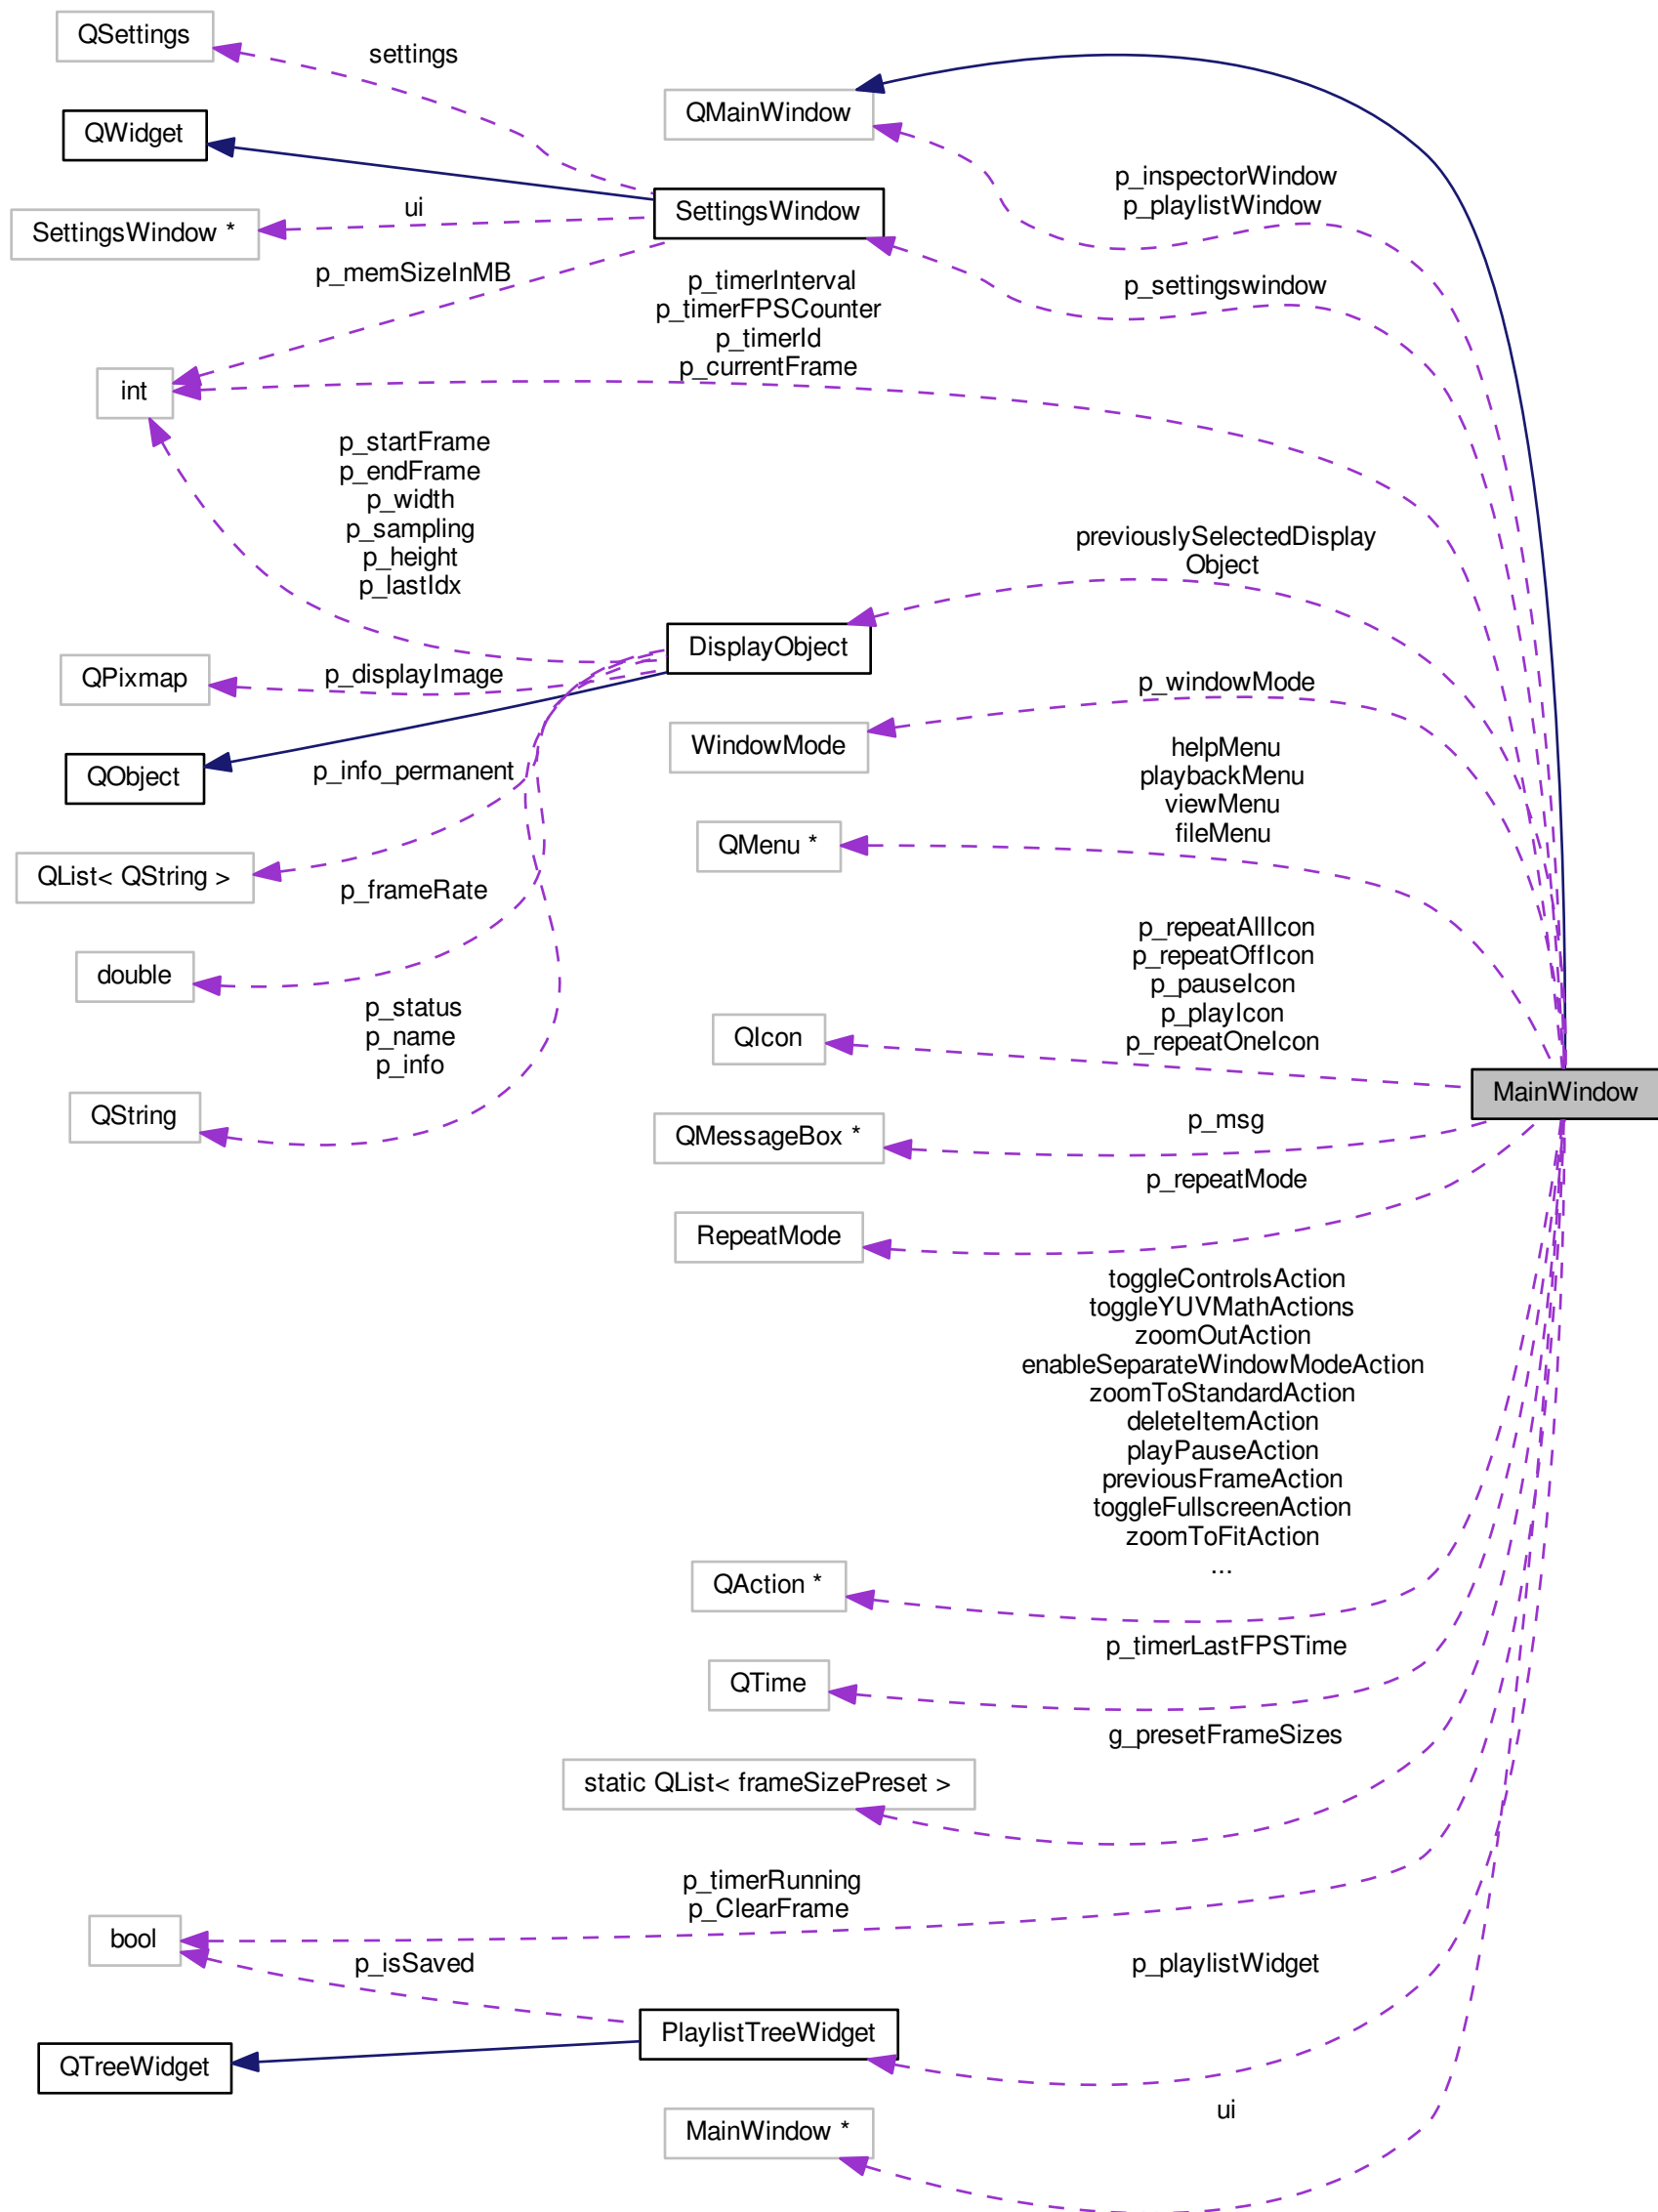 QSettings
settings
QMainWindow
QWidget
p_inspectorWindow
p_playlistWindow
SettingsWindow
ui
SettingsWindow *
p_memSizeInMB
p_settingswindow
p_timerInterval
p_timerFPSCounter
p_timerId
p_currentFrame
int
p_startFrame
p_endFrame
p_width
p_sampling
p_height
p_lastIdx
previouslySelectedDisplay
Object
DisplayObject
QPixmap
p_displayImage
p_windowMode
WindowMode
QObject
p_info_permanent
helpMenu
playbackMenu
viewMenu
fileMenu
QMenu *
QList< QString >
p_frameRate
double
p_repeatAllIcon
p_repeatOffIcon
p_pauseIcon
p_playIcon
p_repeatOneIcon
QIcon
p_status
p_name
p_info
QString
MainWindow
QMessageBox *
p_msg
p_repeatMode
RepeatMode
toggleControlsAction
toggleYUVMathActions
zoomOutAction
enableSeparateWindowModeAction
zoomToStandardAction
deleteItemAction
playPauseAction
previousFrameAction
toggleFullscreenAction
zoomToFitAction
...
QAction *
p_timerLastFPSTime
QTime
g_presetFrameSizes
static QList< frameSizePreset >
p_timerRunning
p_ClearFrame
bool
p_isSaved
p_playlistWidget
PlaylistTreeWidget
QTreeWidget
ui
MainWindow *